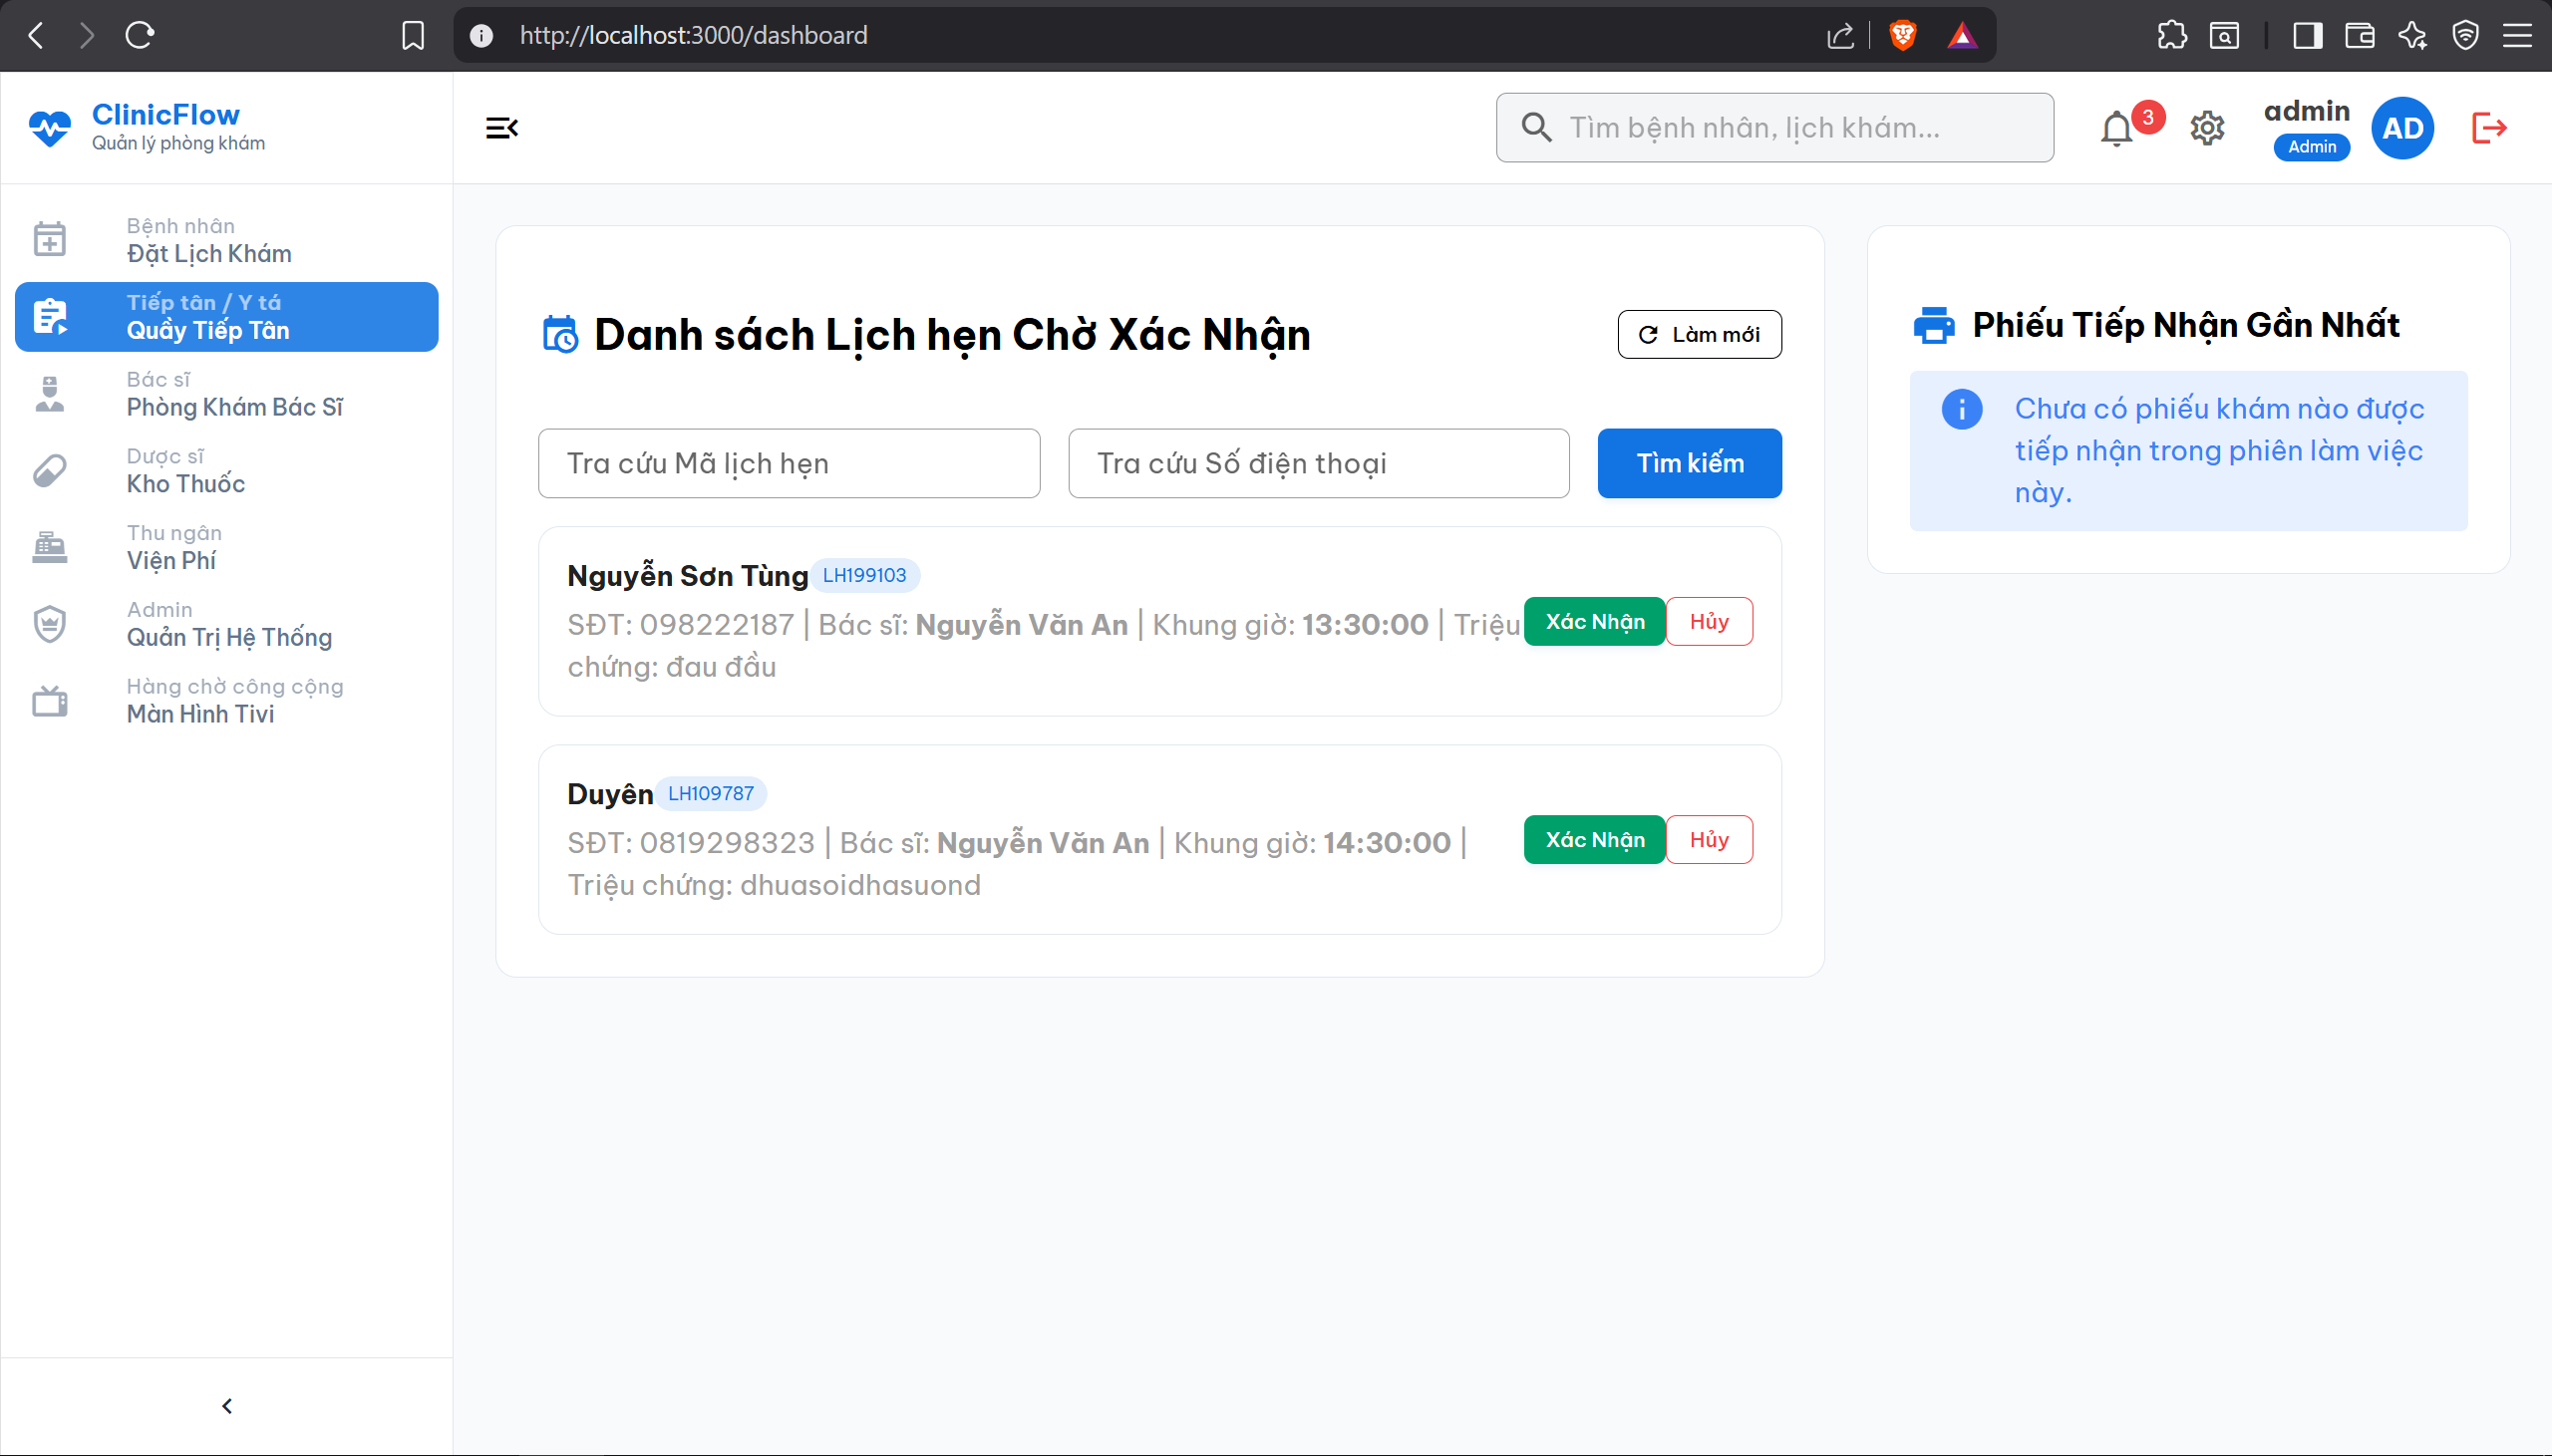 http://localhost:3000/dashboard
ClinicFlow
Quản lý phòng khám
Tìm bệnh nhân, lịch khám...
3
admin
Admin
AD
Bệnh nhân
Đặt Lịch Khám
Tiếp tân / Y tá
Quầy Tiếp Tân
Bác sĩ
Phòng Khám Bác Sĩ
Dược sĩ
Kho Thuốc
Thu ngân
Viện Phí
Admin
Quản Trị Hệ Thống
Hàng chờ công cộng
Màn Hình Tivi
Danh sách Lịch hẹn Chờ Xác Nhận
Làm mới
Tra cứu Mã lịch hẹn
Tra cứu Số điện thoại
Tìm kiếm
Nguyễn Sơn Tùng LH199103
SĐT: 098222187 | Bác sĩ: Nguyễn Văn An | Khung giờ: 13:30:00 | Triệu
chứng: đau đầu
Xác Nhận
Hủy
Duyên LH109787
SĐT: 0819298323 | Bác sĩ: Nguyễn Văn An | Khung giờ: 14:30:00 |
Triệu chứng: dhuasoidhasuond
Xác Nhận
Hủy
Phiếu Tiếp Nhận Gần Nhất
Chưa có phiếu khám nào được
tiếp nhận trong phiên làm việc
này.